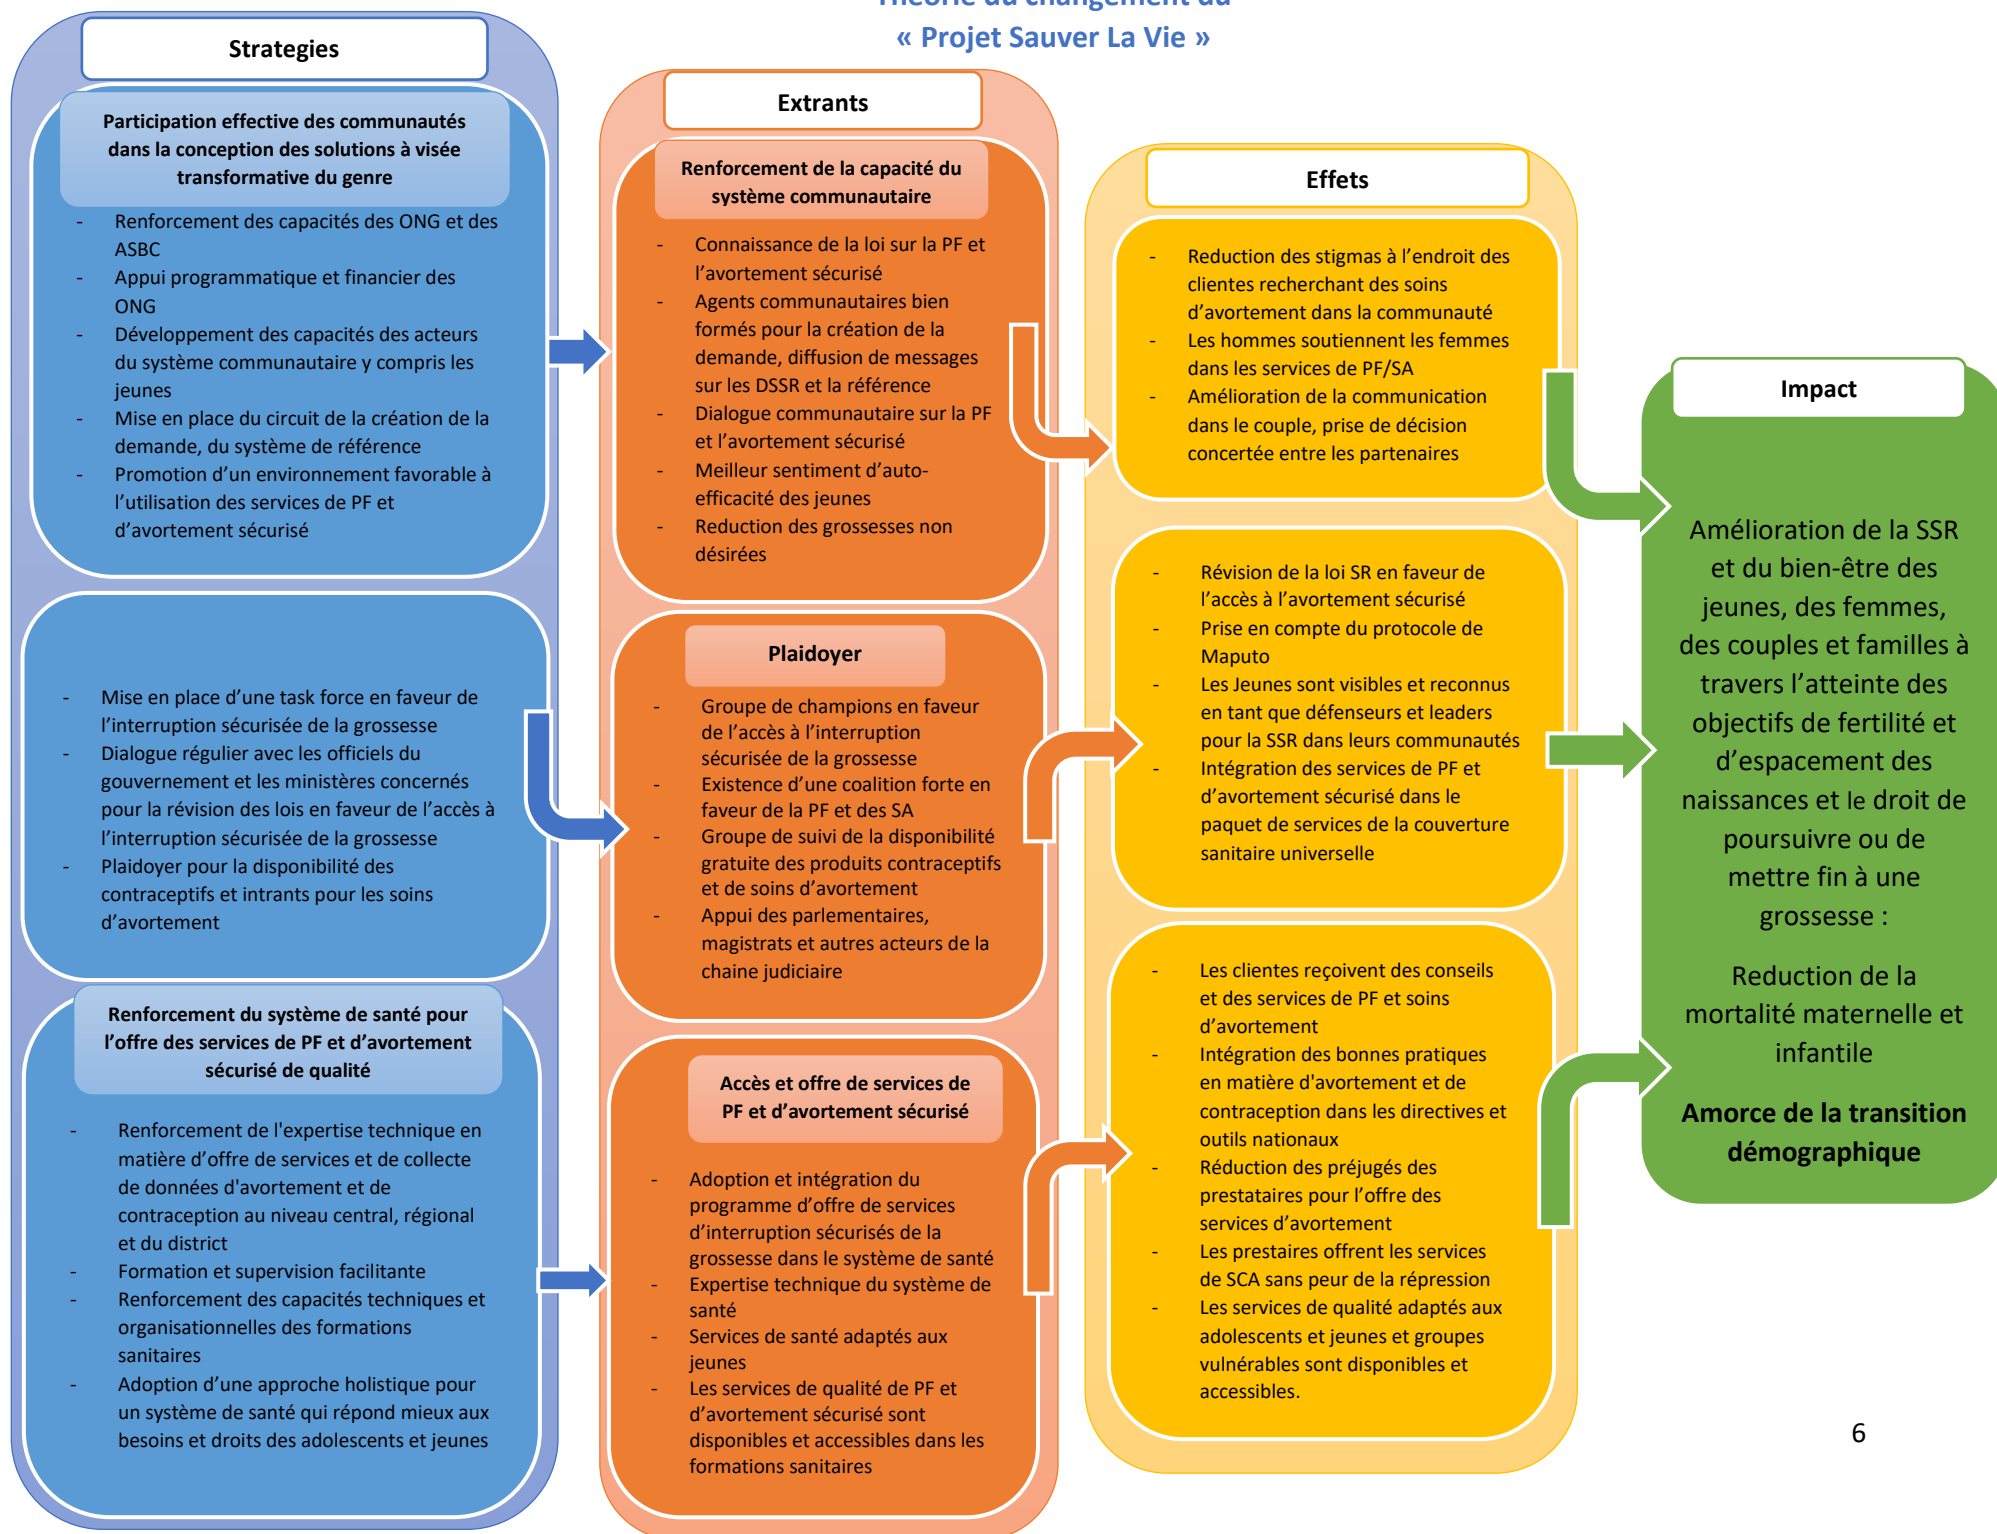 Théorie du changement du
« Projet Sauver La Vie »
Strategies
Participation effective des communautés
dans la conception des solutions à visée
transformative du genre
- Renforcement des capacités des ONG et des
ASBC
- Appui programmatique et financier des
ONG
- Développement des capacités des acteurs
du système communautaire y compris les
jeunes
- Mise en place du circuit de la création de la
demande, du système de référence
- Promotion d’un environnement favorable à
l’utilisation des services de PF et
d’avortement sécurisé
- Mise en place d’une task force en faveur de
l’interruption sécurisée de la grossesse
- Dialogue régulier avec les officiels du
gouvernement et les ministères concernés
pour la révision des lois en faveur de l’accès à
l’interruption sécurisée de la grossesse
- Plaidoyer pour la disponibilité des
contraceptifs et intrants pour les soins
d’avortement
Renforcement du système de santé pour
l’offre des services de PF et d’avortement
sécurisé de qualité
- Renforcement de l'expertise technique en
matière d’offre de services et de collecte
de données d'avortement et de
contraception au niveau central, régional
et du district
- Formation et supervision facilitante
- Renforcement des capacités techniques et
organisationnelles des formations
sanitaires
- Adoption d’une approche holistique pour
un système de santé qui répond mieux aux
besoins et droits des adolescents et jeunes
Extrants
Renforcement de la capacité du
système communautaire
- Connaissance de la loi sur la PF et
l’avortement sécurisé
- Agents communautaires bien
formés pour la création de la
demande, diffusion de messages
sur les DSSR et la référence
- Dialogue communautaire sur la PF
et l’avortement sécurisé
- Meilleur sentiment d’auto-
efficacité des jeunes
- Reduction des grossesses non
désirées
Plaidoyer
- Groupe de champions en faveur
de l’accès à l’interruption
sécurisée de la grossesse
- Existence d’une coalition forte en
faveur de la PF et des SA
- Groupe de suivi de la disponibilité
gratuite des produits contraceptifs
et de soins d’avortement
- Appui des parlementaires,
magistrats et autres acteurs de la
chaine judiciaire
Accès et offre de services de
PF et d’avortement sécurisé
- Adoption et intégration du
programme d’offre de services
d’interruption sécurisés de la
grossesse dans le système de santé
- Expertise technique du système de
santé
- Services de santé adaptés aux
jeunes
- Les services de qualité de PF et
d’avortement sécurisé sont
disponibles et accessibles dans les
formations sanitaires
Effets
- Reduction des stigmas à l’endroit des
clientes recherchant des soins
d’avortement dans la communauté
- Les hommes soutiennent les femmes
dans les services de PF/SA
- Amélioration de la communication
dans le couple, prise de décision
concertée entre les partenaires
- Révision de la loi SR en faveur de
l’accès à l’avortement sécurisé
- Prise en compte du protocole de
Maputo
- Les Jeunes sont visibles et reconnus
en tant que défenseurs et leaders
pour la SSR dans leurs communautés
- Intégration des services de PF et
d’avortement sécurisé dans le
paquet de services de la couverture
sanitaire universelle
- Les clientes reçoivent des conseils
et des services de PF et soins
d’avortement
- Intégration des bonnes pratiques
en matière d'avortement et de
contraception dans les directives et
outils nationaux
- Réduction des préjugés des
prestataires pour l’offre des
services d’avortement
- Les prestaires offrent les services
de SCA sans peur de la répression
- Les services de qualité adaptés aux
adolescents et jeunes et groupes
vulnérables sont disponibles et
accessibles.
Impact
Amélioration de la SSR
et du bien-être des
jeunes, des femmes,
des couples et familles à
travers l’atteinte des
objectifs de fertilité et
d’espacement des
naissances et le droit de
poursuivre ou de
mettre fin à une
grossesse :
Reduction de la
mortalité maternelle et
infantile
Amorce de la transition
démographique
6